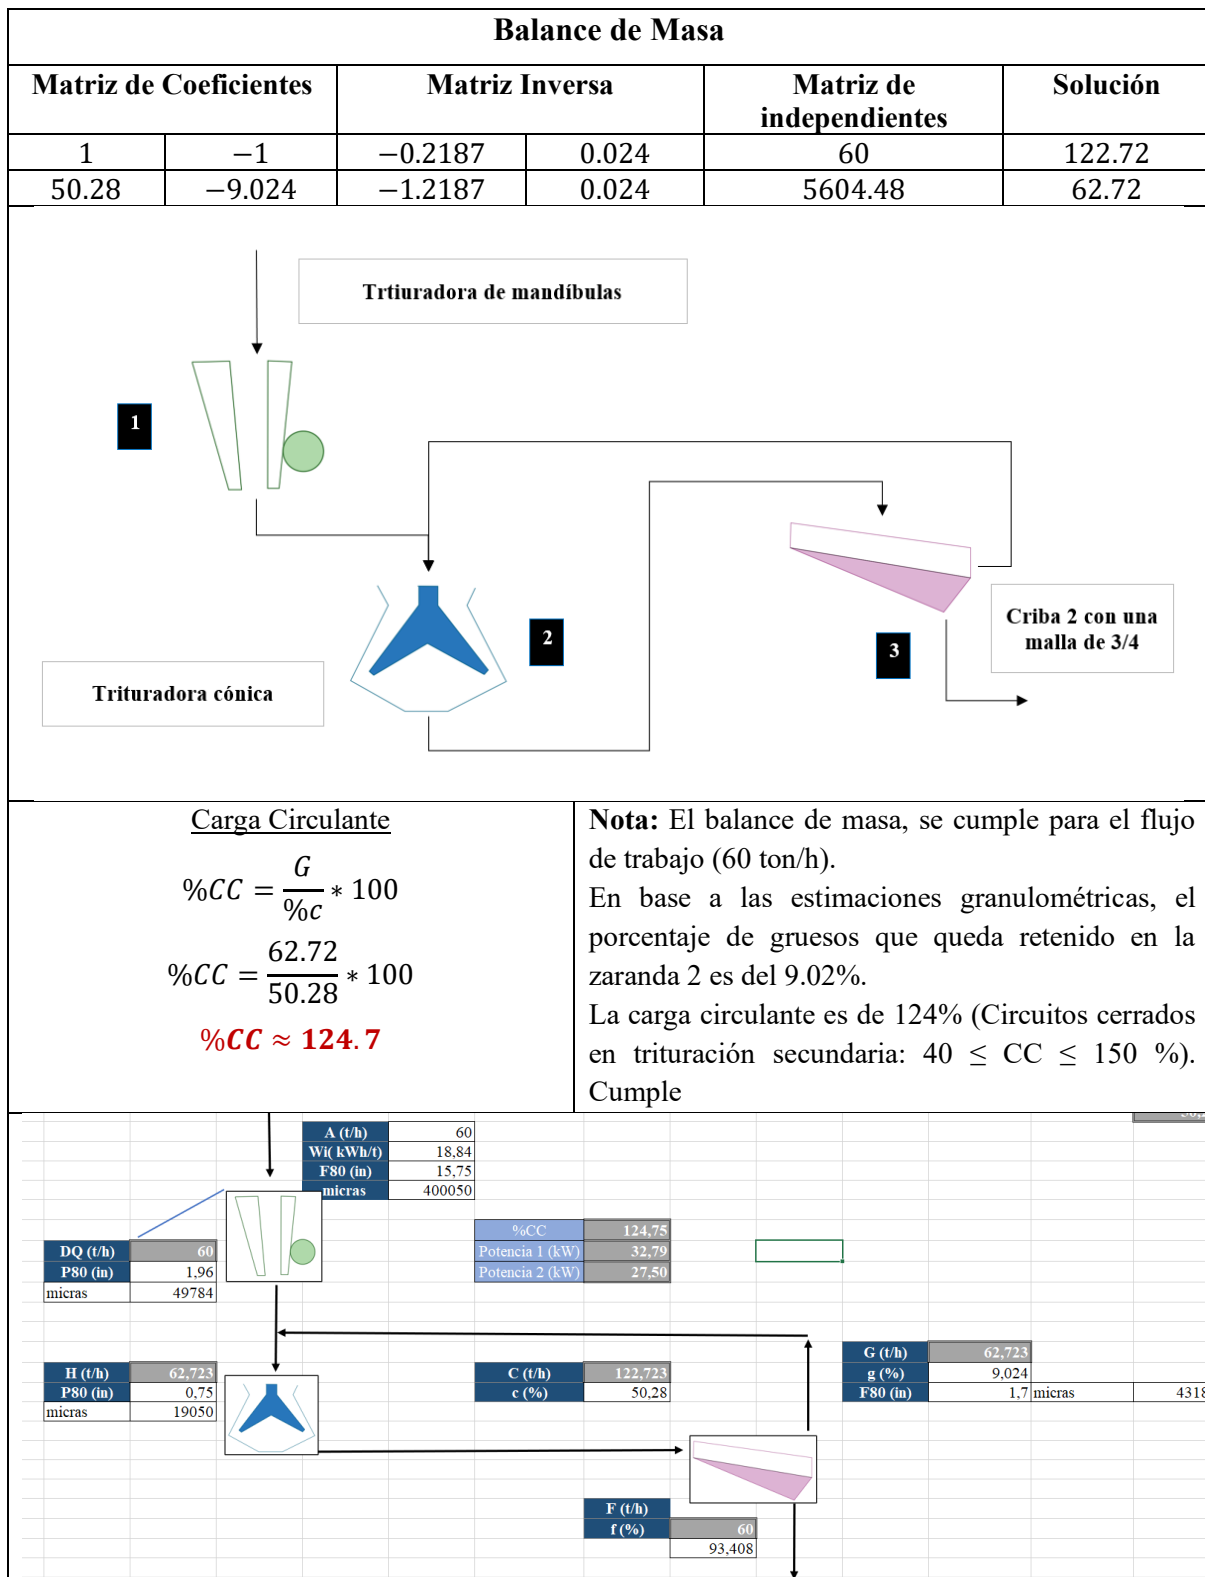 Balance de Masa
Matriz de Coeficientes Matriz Inversa Matriz de independientes Solución
1 −1 −0.2187 0.024 60 122.72
50.28 −9.024 −1.2187 0.024 5604.48 62.72
Trtiuradora de mandíbulas
1
2
3
Criba 2 con una
malla de 3/4
Trituradora cónica
Carga Circulante
%CC = G/%c * 100
%CC = 62.72/50.28 * 100
%CC ≈ 124.7
Nota: El balance de masa, se cumple para el flujo
de trabajo (60 ton/h).
En base a las estimaciones granulométricas, el
porcentaje de gruesos que queda retenido en la
zaranda 2 es del 9.02%.
La carga circulante es de 124% (Circuitos cerrados
en trituración secundaria: 40 ≤ CC ≤ 150 %).
Cumple
A (t/h) 60
Wi( kWh/t) 18,84
F80 (in) 15,75
micras 400050
%CC 124,75
Potencia 1 (kW) 32,79
Potencia 2 (kW) 27,50
DQ (t/h) 60
P80 (in) 1,96
micras 49784
H (t/h) 62,723
P80 (in) 0,75
micras 19050
C (t/h) 122,723
c (%) 50,28
G (t/h) 62,723
g (%) 9,024
F80 (in) 1,7 micras 4318
F (t/h)
f (%) 60
93,408